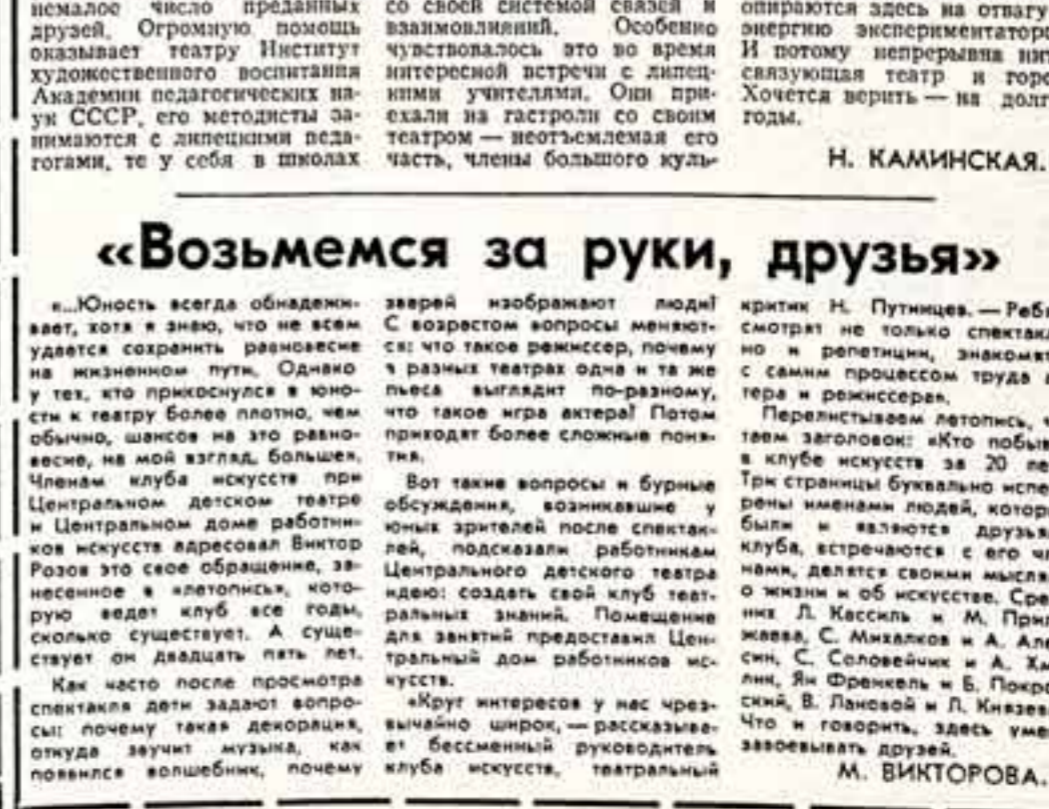 немалое число преданных
друзей. Огромную помощь
оказывает театру Институт
художественного воспитания
Академии педагогических на-
ук СССР, его методисты за-
нимаются с липецкими педа-
гогами, те у себя в школах
со своей системой связей и
взаимовлияний. Особенно
чувствовалось это во время
интересной встречи с липец-
кими учителями. Они при-
ехали на гастроли со своим
театром — неотъемлемая его
часть, члены большого куль-
опираются здесь на отвагу
энергию экспериментаторо
И потому непрерывна нит
связующая театр и горо
Хочется верить — на долг
годы.
Н. КАМИНСКАЯ.
«Возьмемся за руки, друзья»
«...Юность всегда обнадежи-
вает, хотя я знаю, что не всем
удается сохранить равновесие
на жизненном пути. Однако
у тех, кто прикоснулся в юно-
сти к театру более плотно, чем
обычно, шансов на это равно-
весие, на мой взгляд, больше».
Членам клуба искусств при
Центральном детском театре
и Центральном доме работни-
ков искусств адресовал Виктор
Розов это свое обращение, за-
несенное в «летопись», кото-
рую ведет клуб все годы,
сколько существует. А суще-
ствует он двадцать пять лет.
Как часто после просмотра
спектакля дети задают вопро-
сы: почему такая декорация,
откуда звучит музыка, как
появился волшебник, почему
зверей изображают люди?
С возрастом вопросы меняют-
ся: что такое режиссер, почему
в разных театрах одна и та же
пьеса выглядит по-разному,
что такое игра актера? Потом
приходят более сложные поня-
тия.
Вот такие вопросы и бурные
обсуждения, возникавшие у
юных зрителей после спектак-
лей, подсказали работникам
Центрального детского театра
идею: создать свой клуб теат-
ральных знаний. Помещение
для занятий предоставил Цен-
тральный дом работников ис-
кусств.
«Круг интересов у нас чрез-
вычайно широк, — рассказыва-
ет бессменный руководитель
клуба искусств, театральный
критик Н. Путинцев. — Ребя
смотрят не только спектакл
но и репетиции, знакомят
с самим процессом труда а
тера и режиссера».
Перелистываем летопись, ч
таем заголовок: «Кто побыв
в клубе искусств за 20 ле
Три страницы буквально испе
рены именами людей, котор
были и являются друзья
клуба, встречаются с его чл
нами, делятся своими мысля
о жизни и об искусстве. Сре
них Л. Кассиль и М. Прил
жаева, С. Михалков и А. Але
син, С. Соловейчик и А. Ха
лин, Ян Френкель и Б. Покро
ский, В. Лановой и Л. Князев
Что и говорить, здесь уме
завоевывать друзей.
М. ВИКТОРОВА.